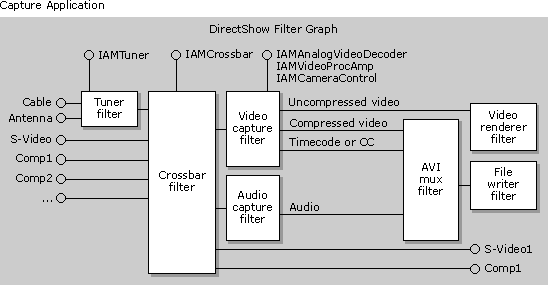 Capture Application
DirectShow Filter Graph
IAMTuner
IAMCrossbar
IAMAnalogVideoDecoder
IAMVideoProcAmp
IAMCameraControl
Cable
Antenna
Tuner
filter
S-Video
Comp1
Comp2
...
Crossbar
filter
Video
capture
filter
Audio
capture
filter
Uncompressed video
Compressed video
Timecode or CC
Audio
AVI
mux
filter
Video
renderer
filter
File
writer
filter
S-Video1
Comp1